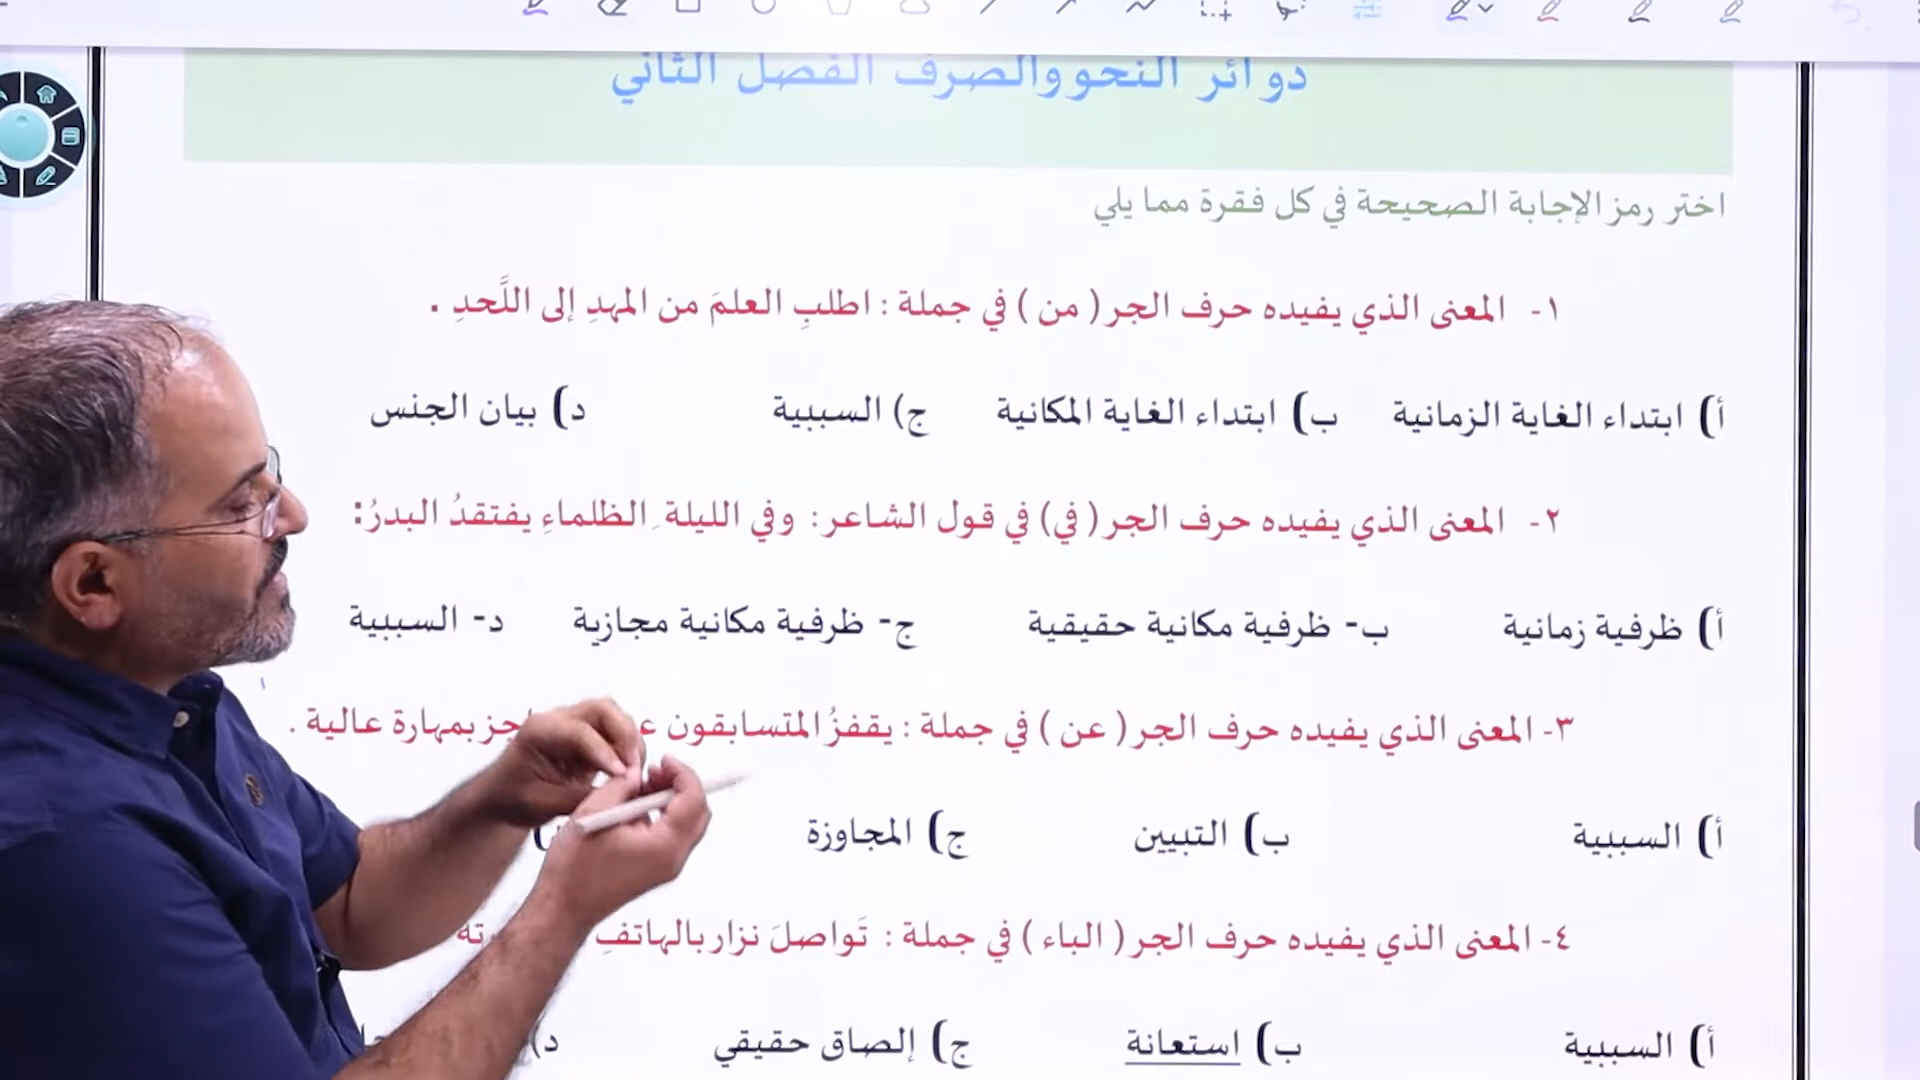 دوائر النحو والصرف الفصل الثاني
اختر رمز الإجابة الصحيحة في كل فقرة مما يلي
١- المعنى الذي يفيده حرف الجر ( من ) في جملة : اطلبِ العلمَ من المهدِ إلى اللَّحدِ .
أ) ابتداء الغاية الزمانية ب) ابتداء الغاية المكانية ج) السببية د) بيان الجنس
٢- المعنى الذي يفيده حرف الجر ( في) في قول الشاعر: وفي الليلة ِ الظلماءِ يفتقدُ البدرُ:
أ) ظرفية زمانية ب- ظرفية مكانية حقيقية ج- ظرفية مكانية مجازية د- السببية
٣- المعنى الذي يفيده حرف الجر ( عن ) في جملة : يقفزُ المتسابقون بمهارة عالية .
أ) السببية ب) التبيين ج) المجاوزة
٤- المعنى الذي يفيده حرف الجر ( الباء ) في جملة : تَواصلَ نزار بالهاتفِ
أ) السببية ب) استعانة ج) إلصاق حقيقي د)